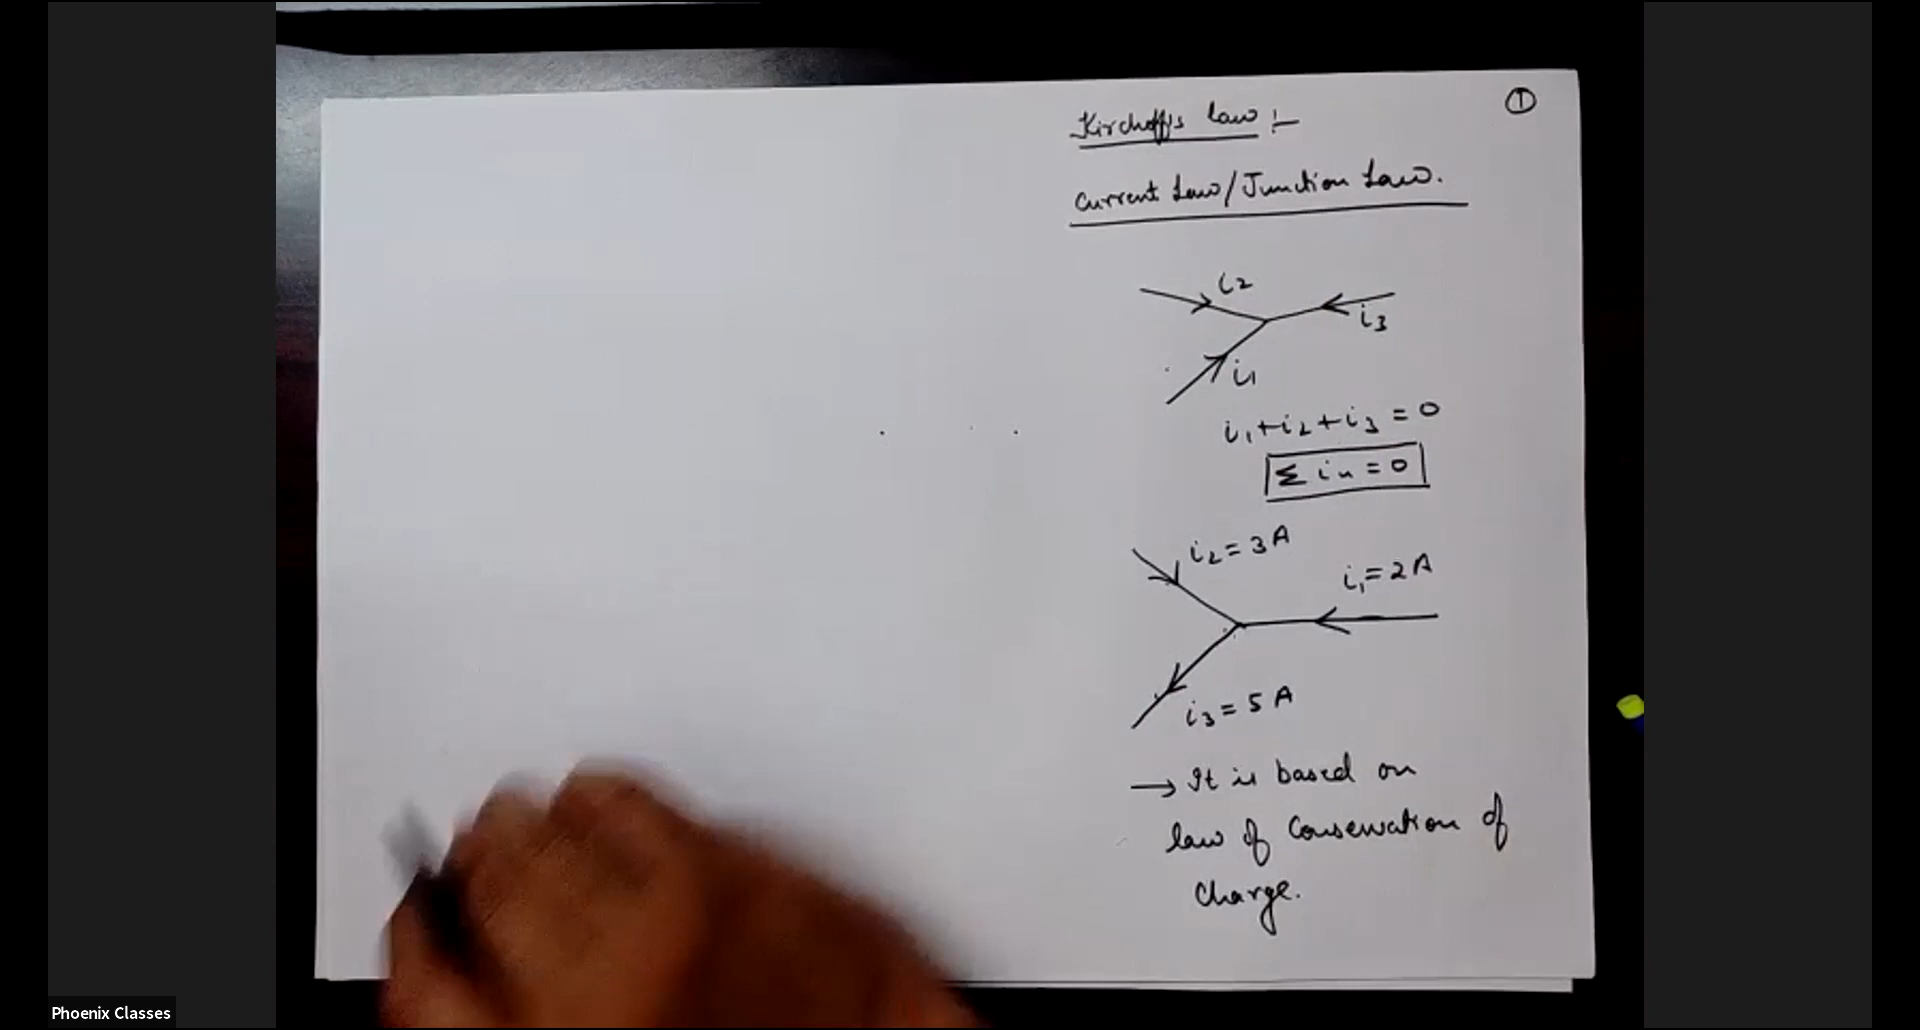 ①
Kirchoff's law :-
Current Law/Junction Law.
i2
i3
i1
i1+i2+i3 = 0
Σ in = 0
i2 = 3A
i1 = 2A
i3 = 5A
→ It is based on
law of Conservation of
Charge.
Phoenix Classes